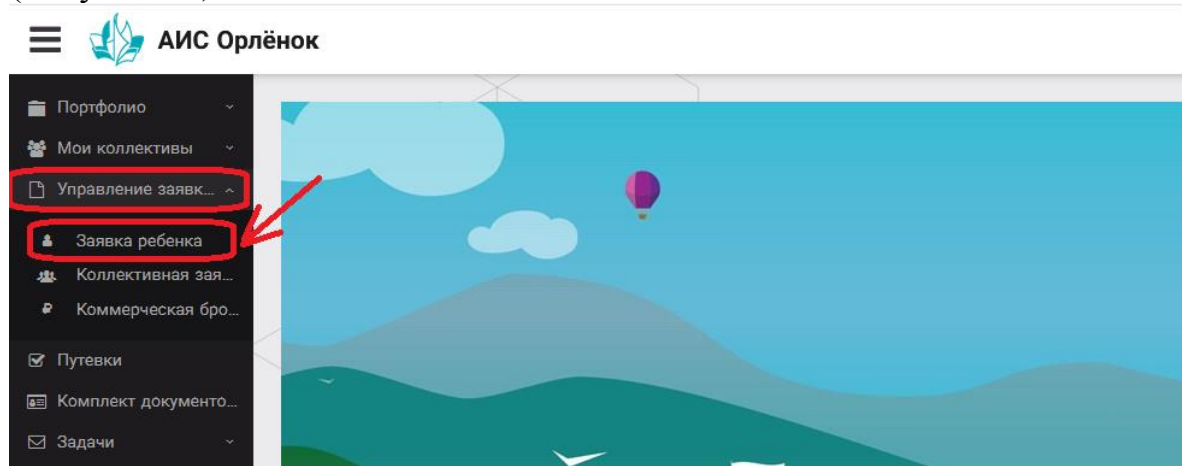 АИС Орлёнок
Портфолио
Мои коллективы
Управление заявк...
Заявка ребенка
Коллективная зая...
Коммерческая бро...
Путевки
Комплект документо...
Задачи